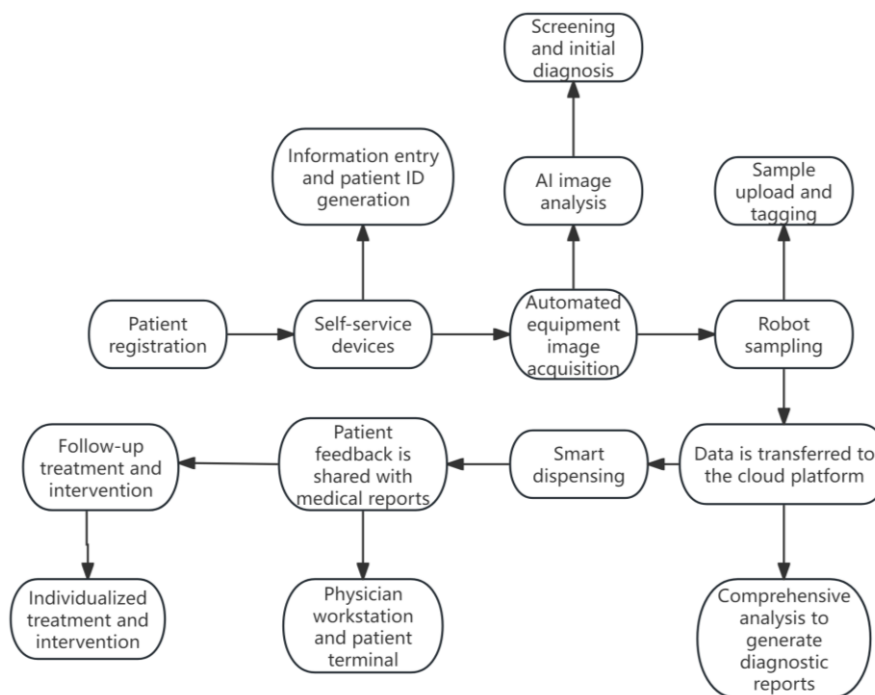 Screening
and initial
diagnosis
Information entry
and patient ID
generation
AI image
analysis
Sample
upload and
tagging
Patient
registration
Self-service
devices
Automated
equipment
image
acquisition
Robot
sampling
Follow-up
treatment and
intervention
Patient
feedback is
shared with
medical reports
Smart
dispensing
Data is transferred to
the cloud platform
Individualized
treatment and
intervention
Physician
workstation
and patient
terminal
Comprehensive
analysis to
generate
diagnostic
reports